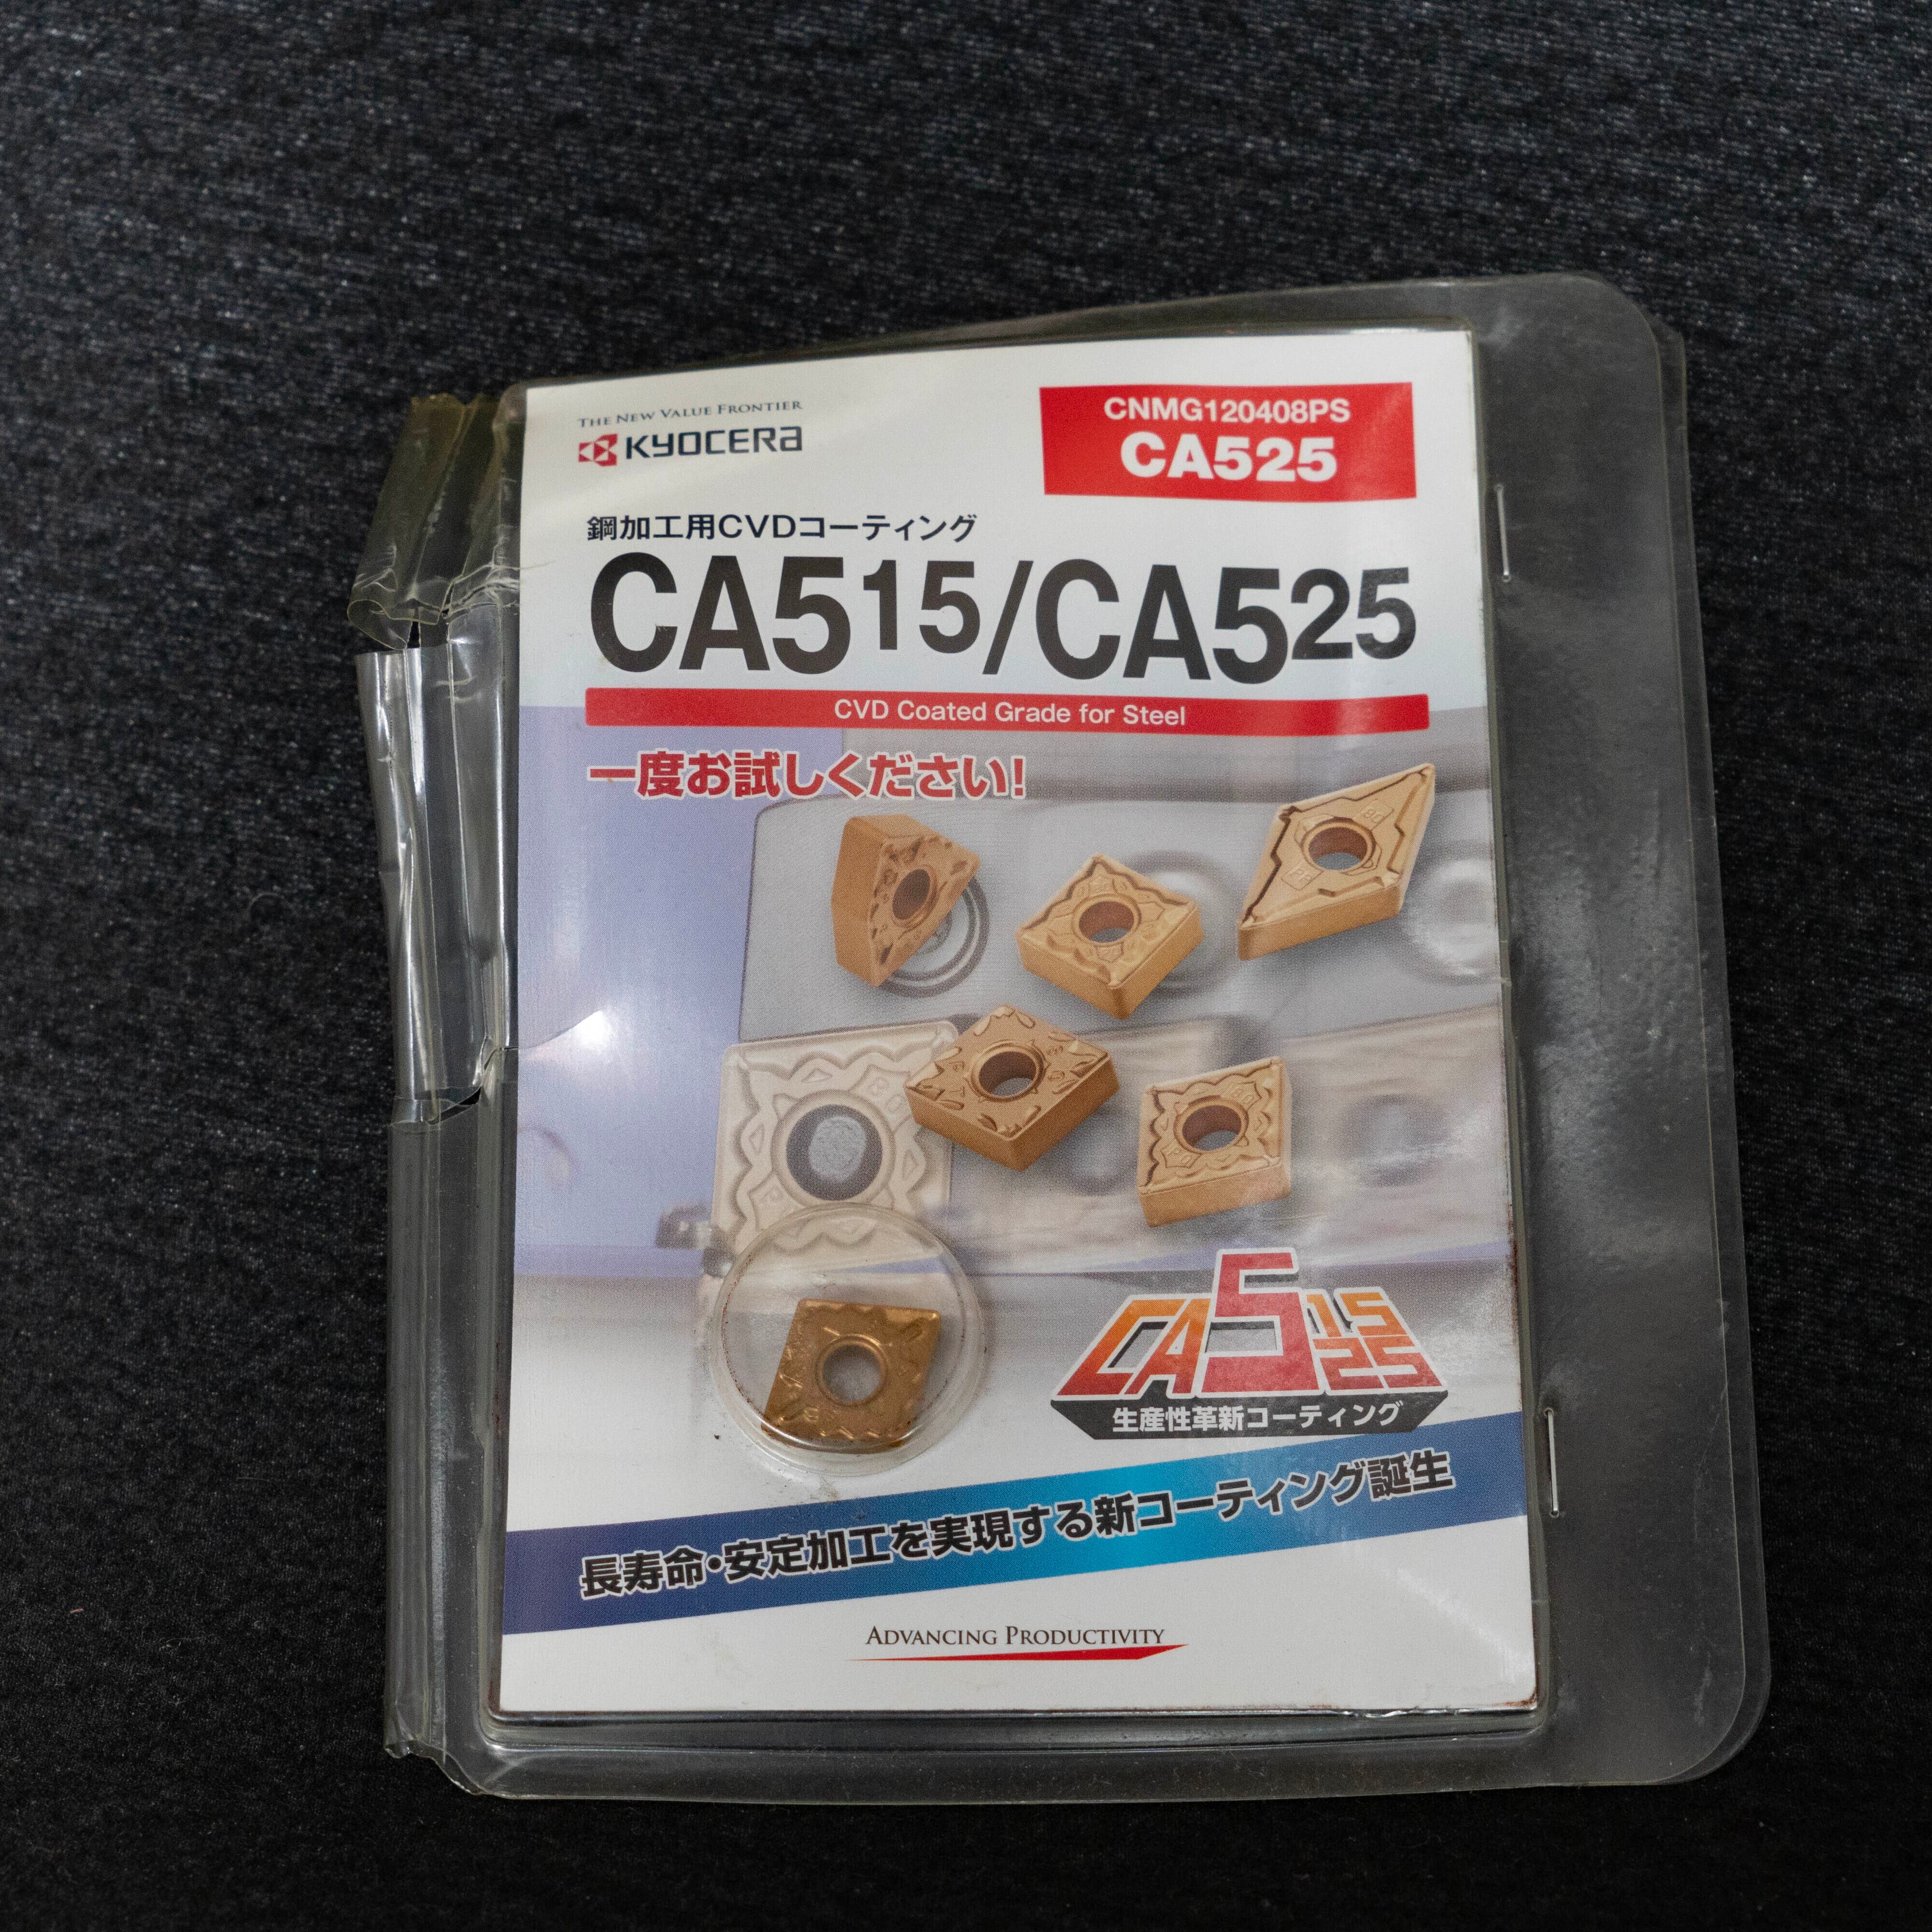 THE NEW VALUE FRONTIER
KYOCERA
CNMG120408PS
CA525
鋼加工用CVDコーティング
CA515/CA525
CVD Coated Grade for Steel
一度お試しください!
CA515
25
生産性革新コーティング
長寿命・安定加工を実現する新コーティング誕生
ADVANCING PRODUCTIVITY